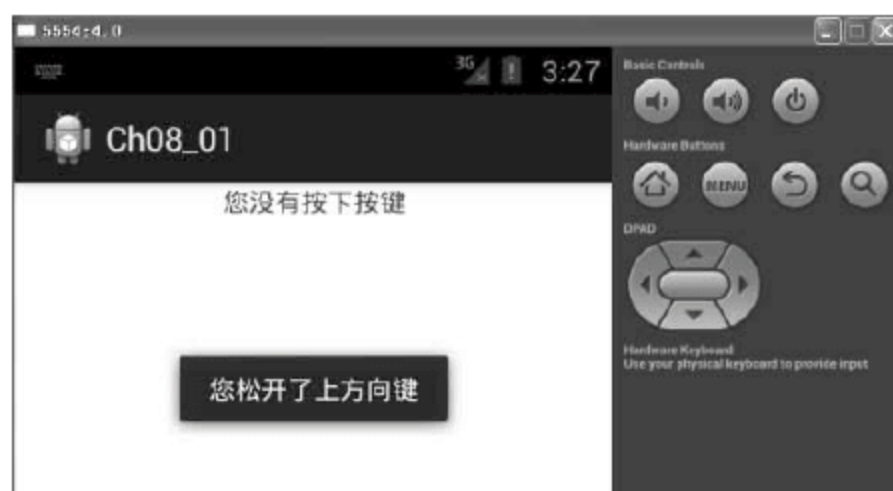 5554:4.0
3G
3:27
Basic Controls
Ch08_01
Hardware Buttons
MENU
您没有按下按键
DPAD
您松开了上方向键
Hardware Keyboard
Use your physical keyboard to provide input